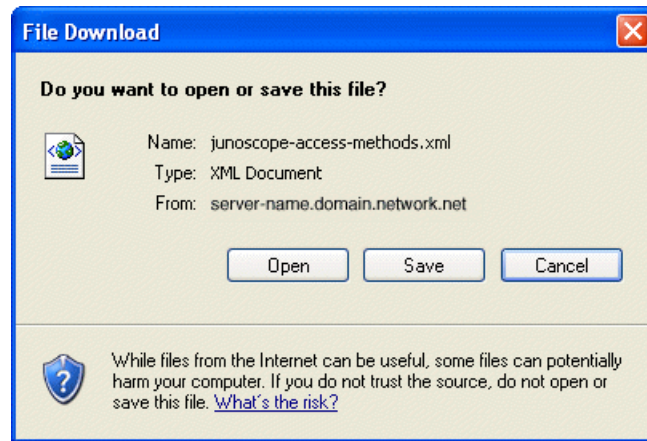 File Download
Do you want to open or save this file?
Name: junoscope-access-methods.xml
Type: XML Document
From: server-name.domain.network.net
Open Save Cancel
While files from the Internet can be useful, some files can potentially
harm your computer. If you do not trust the source, do not open or
save this file. What's the risk?